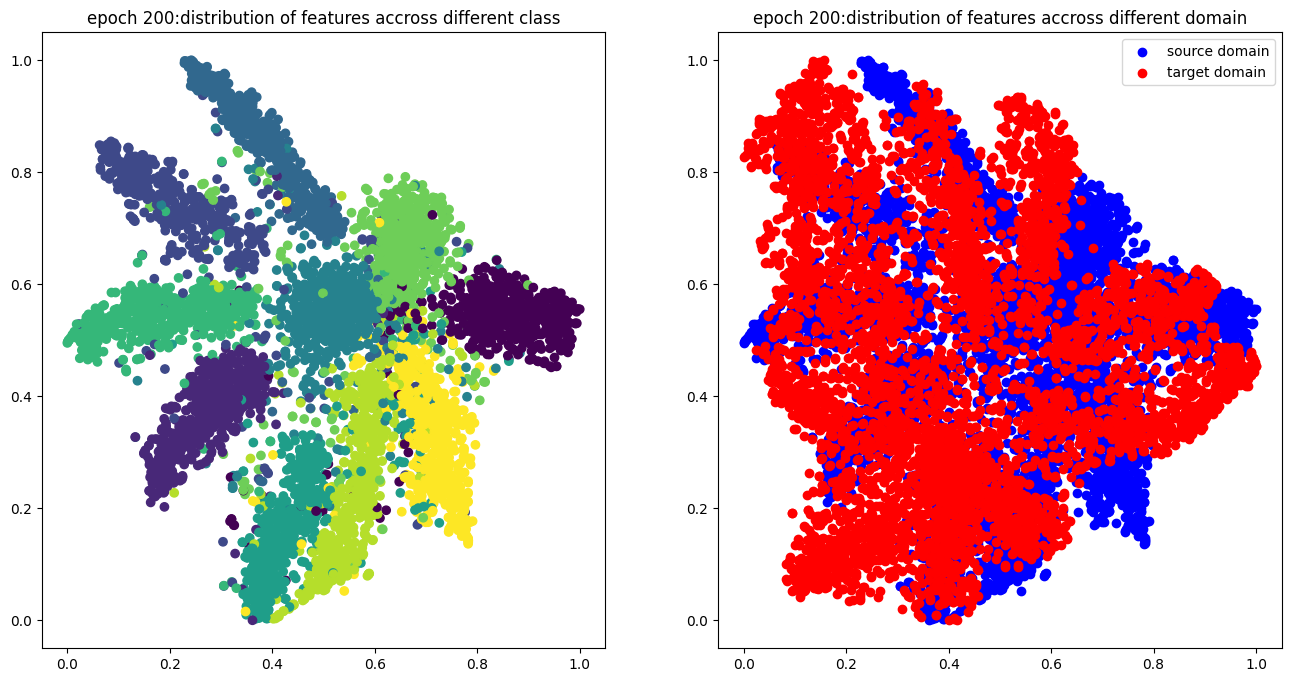 epoch 200:distribution of features accross different class
1.0
0.8
0.6
0.4
0.2
0.0
0.0 0.2 0.4 0.6 0.8 1.0
epoch 200:distribution of features accross different domain
source domain
target domain
1.0
0.8
0.6
0.4
0.2
0.0
0.0 0.2 0.4 0.6 0.8 1.0